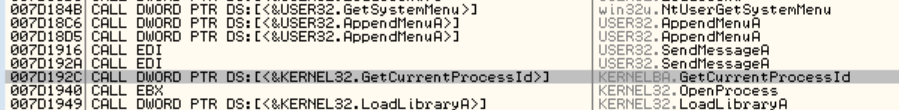 007D184B CALL DWORD PTR DS:[<&USER32.GetSystemMenu>] win32u.NtUserGetSystemMenu
007D18C6 CALL DWORD PTR DS:[<&USER32.AppendMenuA>] USER32.AppendMenuA
007D18D5 CALL DWORD PTR DS:[<&USER32.AppendMenuA>] USER32.AppendMenuA
007D1916 CALL EDI USER32.SendMessageA
007D192A CALL EDI USER32.SendMessageA
007D192C CALL DWORD PTR DS:[<&KERNEL32.GetCurrentProcessId>] KERNELBA.GetCurrentProcessId
007D1940 CALL EBX KERNEL32.OpenProcess
007D1949 CALL DWORD PTR DS:[<&KERNEL32.LoadLibraryA>] KERNEL32.LoadLibraryA